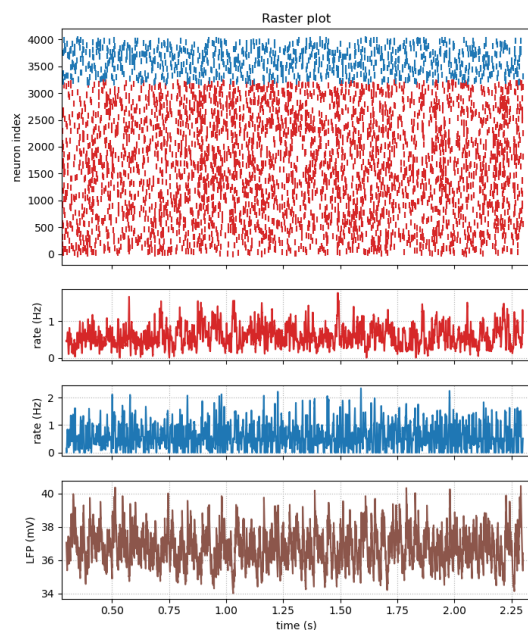 Raster plot
4000
3500
3000
2500
2000
1500
1000
500
0
neuron index
1
0
rate (Hz)
2
1
0
rate (Hz)
40
38
36
34
LFP (mV)
0.50 0.75 1.00 1.25 1.50 1.75 2.00 2.25
time (s)